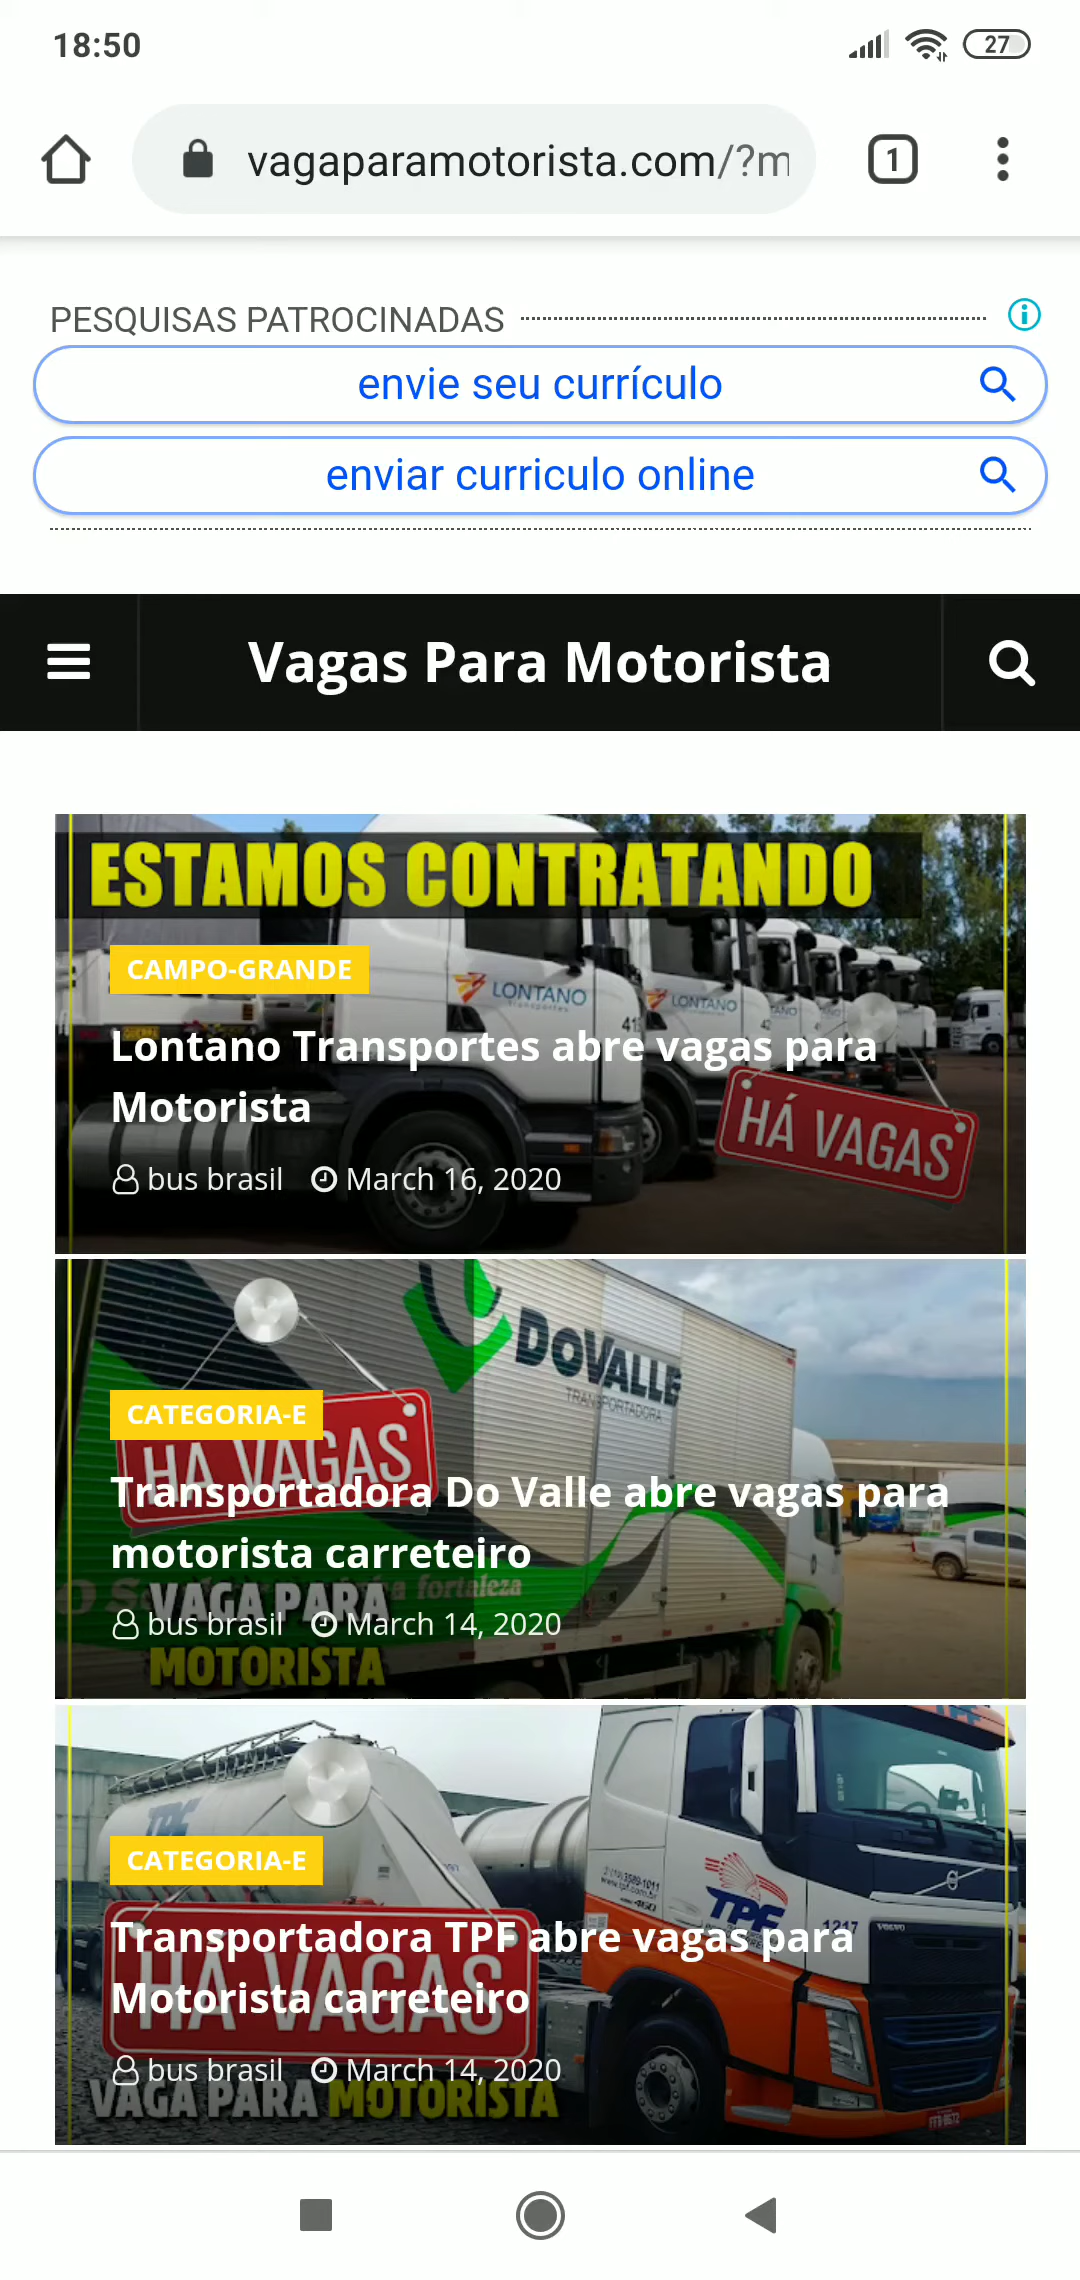 18:50
27
vagaparamotorista.com/?m
1
PESQUISAS PATROCINADAS
envie seu currículo
enviar curriculo online
Vagas Para Motorista
ESTAMOS CONTRATANDO
CAMPO-GRANDE
LONTANO
LONTANO
Lontano Transportes abre vagas para
Motorista
HÁ VAGAS
bus brasil March 16, 2020
DOVALLE
TRANSPORTADORA
CATEGORIA-E
HÁ VAGAS
Transportadora Do Valle abre vagas para
motorista carreteiro
fortaleza
VAGA PARA
bus brasil March 14, 2020
MOTORISTA
TPF
CATEGORIA-E
TPF
1217
VOLVO
Transportadora TPF abre vagas para
HÁ VAGAS
Motorista carreteiro
bus brasil March 14, 2020
VAGA PARA MOTORISTA